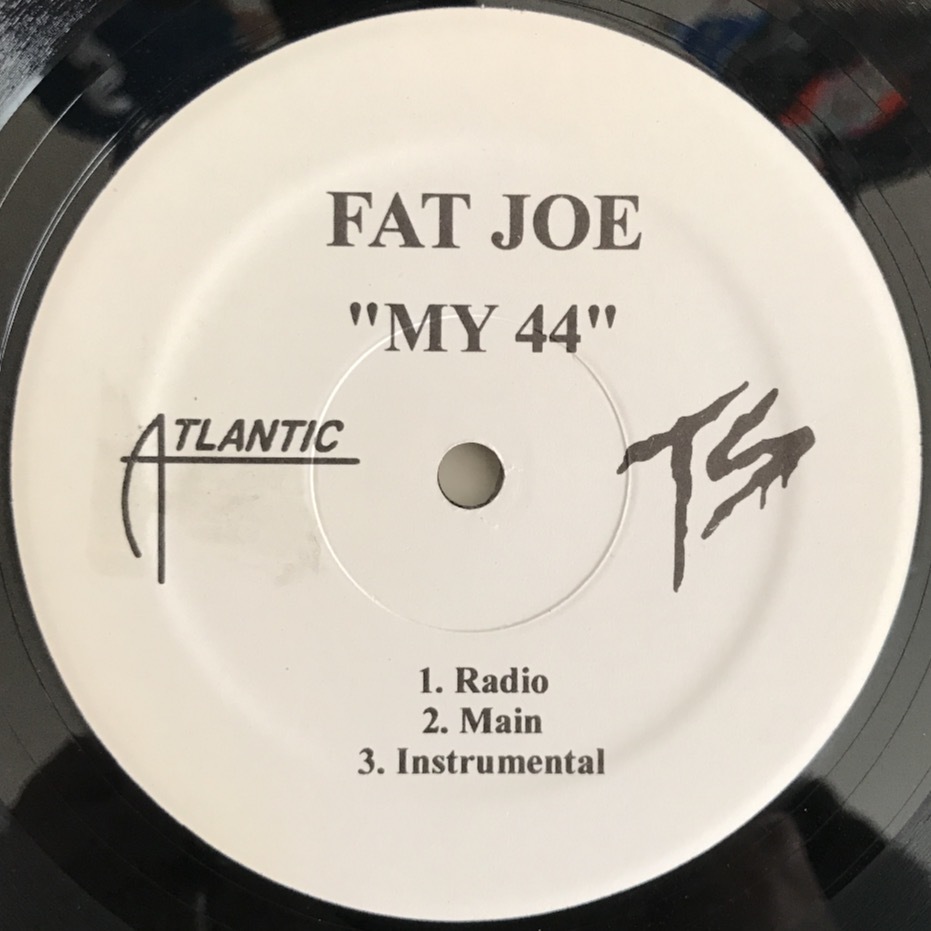 FAT JOE
"MY 44"
ATLANTIC
TS
1. Radio
2. Main
3. Instrumental